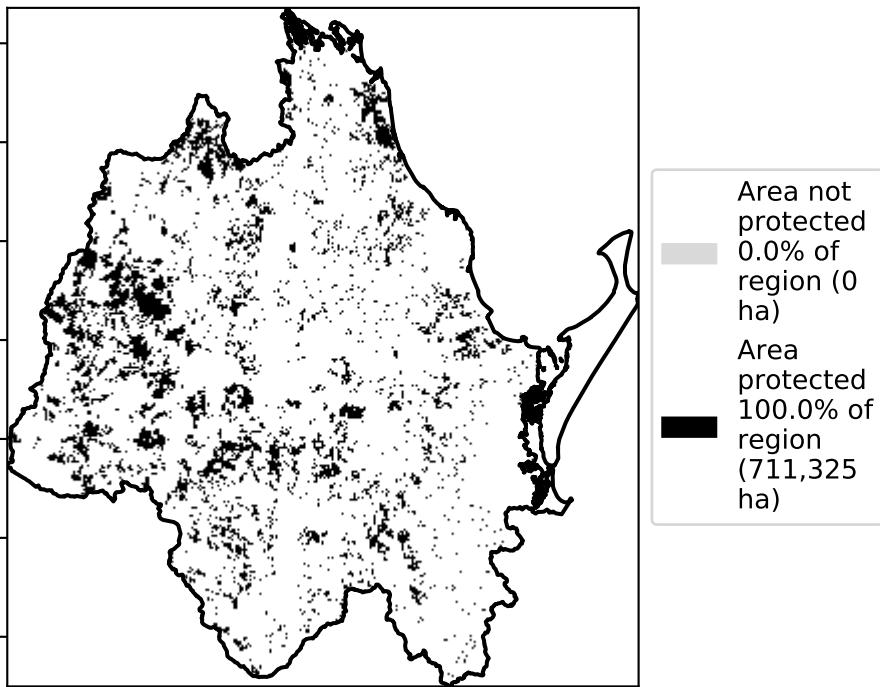 Area not
protected
0.0% of
region (0
ha)
Area
protected
100.0% of
region
(711,325
ha)